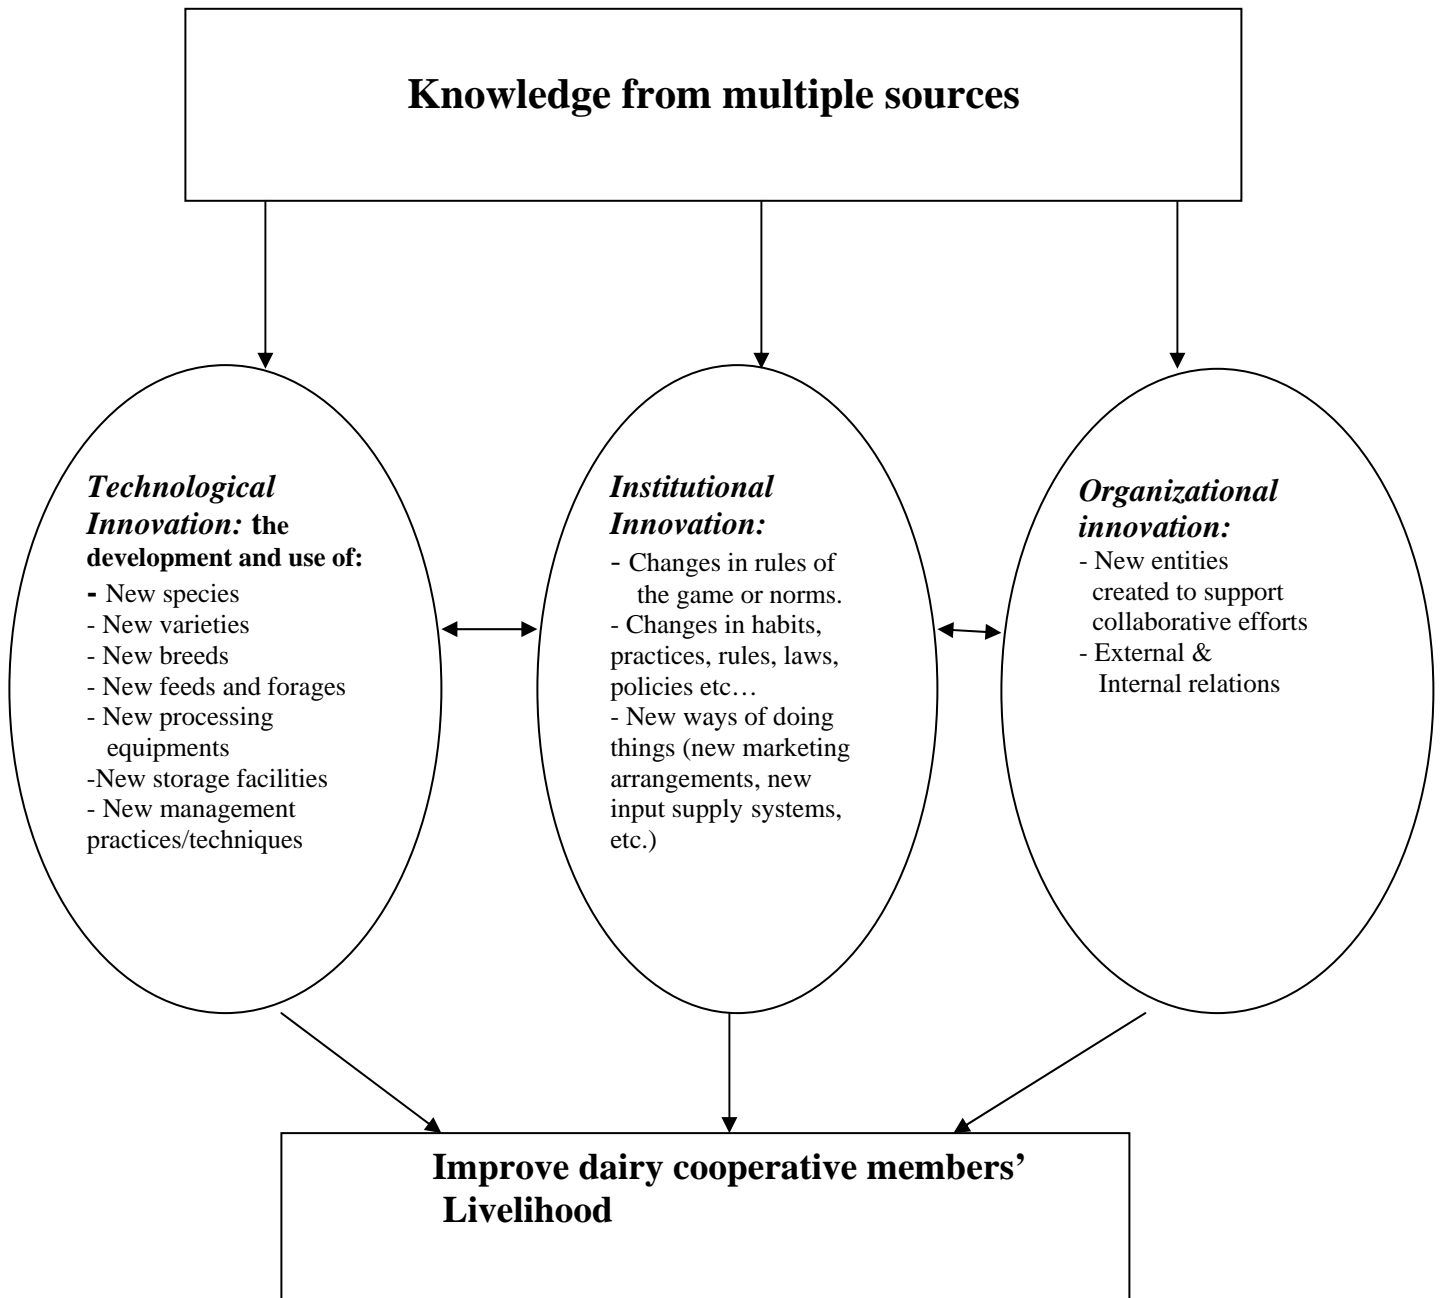 Knowledge from multiple sources
Technological
Innovation: the
development and use of:
- New species
- New varieties
- New breeds
- New feeds and forages
- New processing
equipments
-New storage facilities
- New management
practices/techniques
Institutional
Innovation:
- Changes in rules of
the game or norms.
- Changes in habits,
practices, rules, laws,
policies etc…
- New ways of doing
things (new marketing
arrangements, new
input supply systems,
etc.)
Organizational
innovation:
- New entities
created to support
collaborative efforts
- External &
Internal relations
Improve dairy cooperative members’
Livelihood